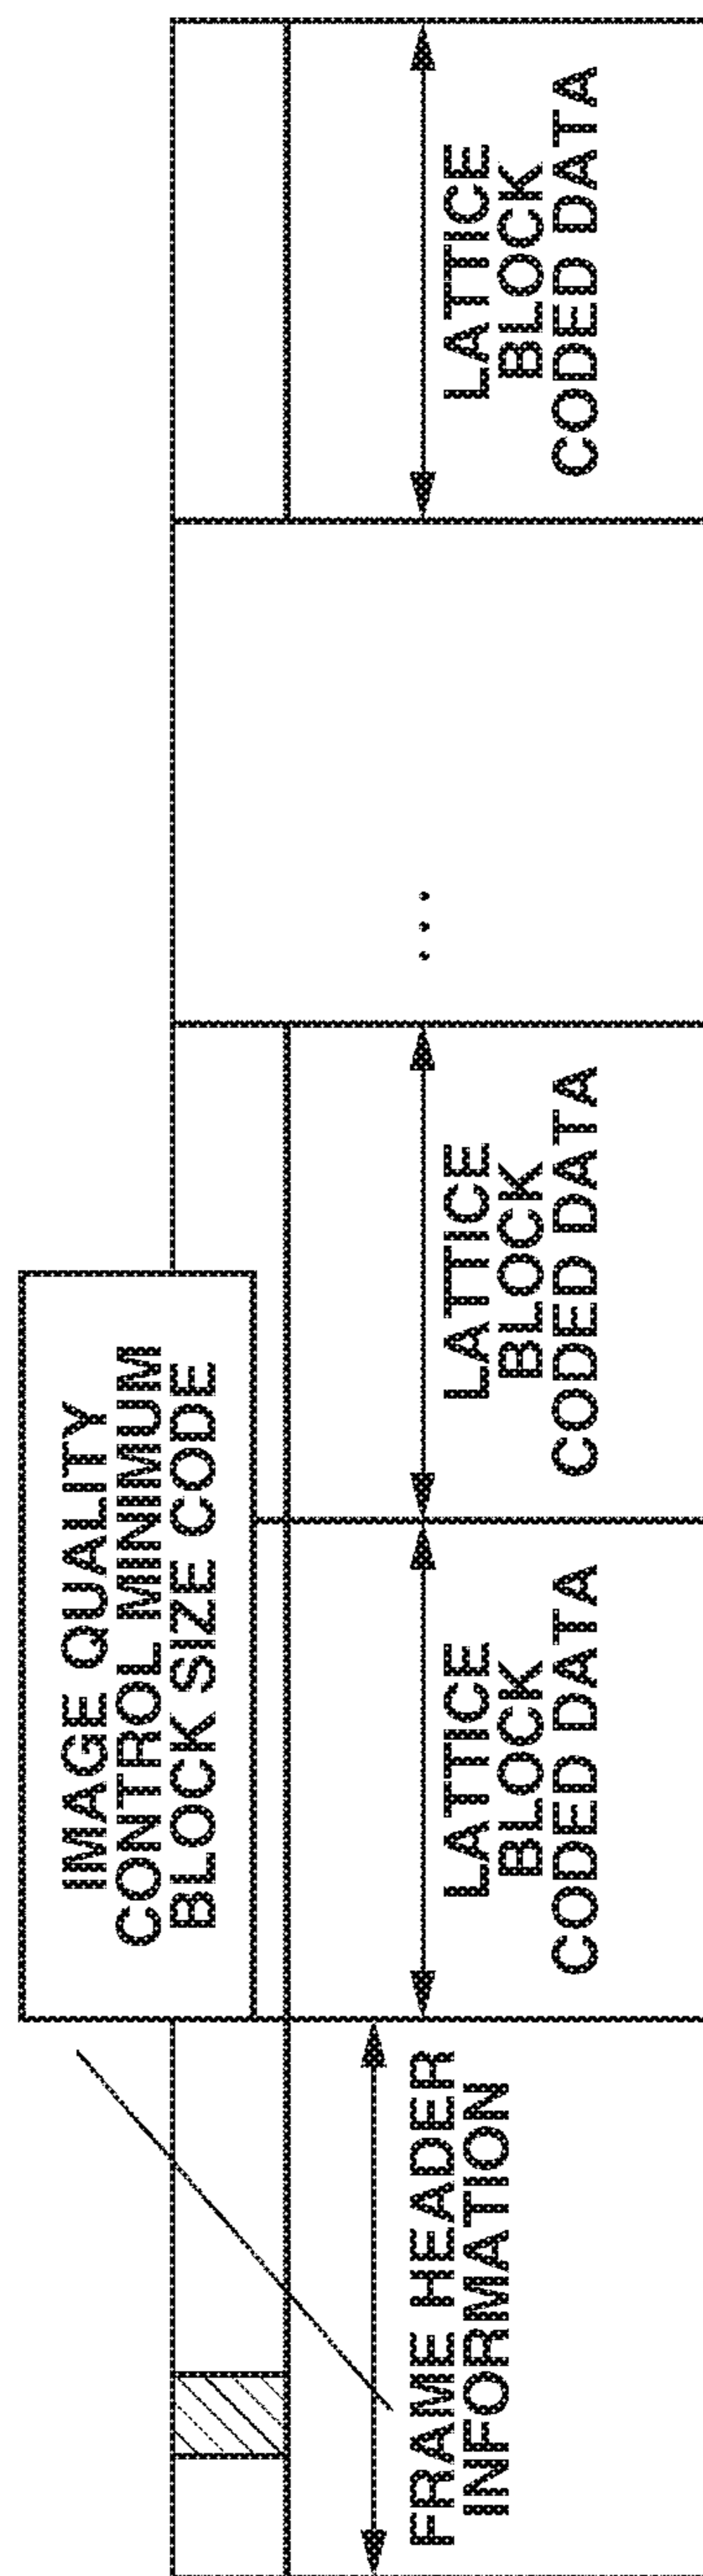 IMAGE QUALITY
CONTROL MINIMUM
BLOCK SIZE CODE
FRAME HEADER
INFORMATION
LATTICE
BLOCK
CODED DATA
LATTICE
BLOCK
CODED DATA
...
LATTICE
BLOCK
CODED DATA